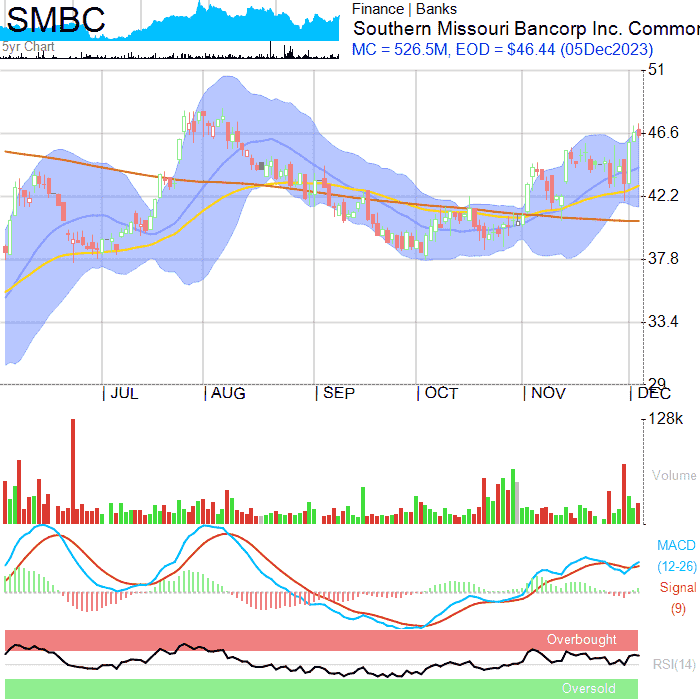 SMBC
5yr Chart
Finance | Banks
Southern Missouri Bancorp Inc. Common
MC = 526.5M, EOD = $46.44 (05Dec2023)
51
46.6
42.2
37.8
33.4
29
JUL
AUG
SEP
OCT
NOV
DEC
128k
Volume
MACD
(12-26)
Signal
(9)
Overbought
RSI(14)
Oversold